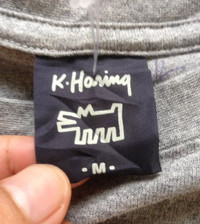 K. Haring
• M •